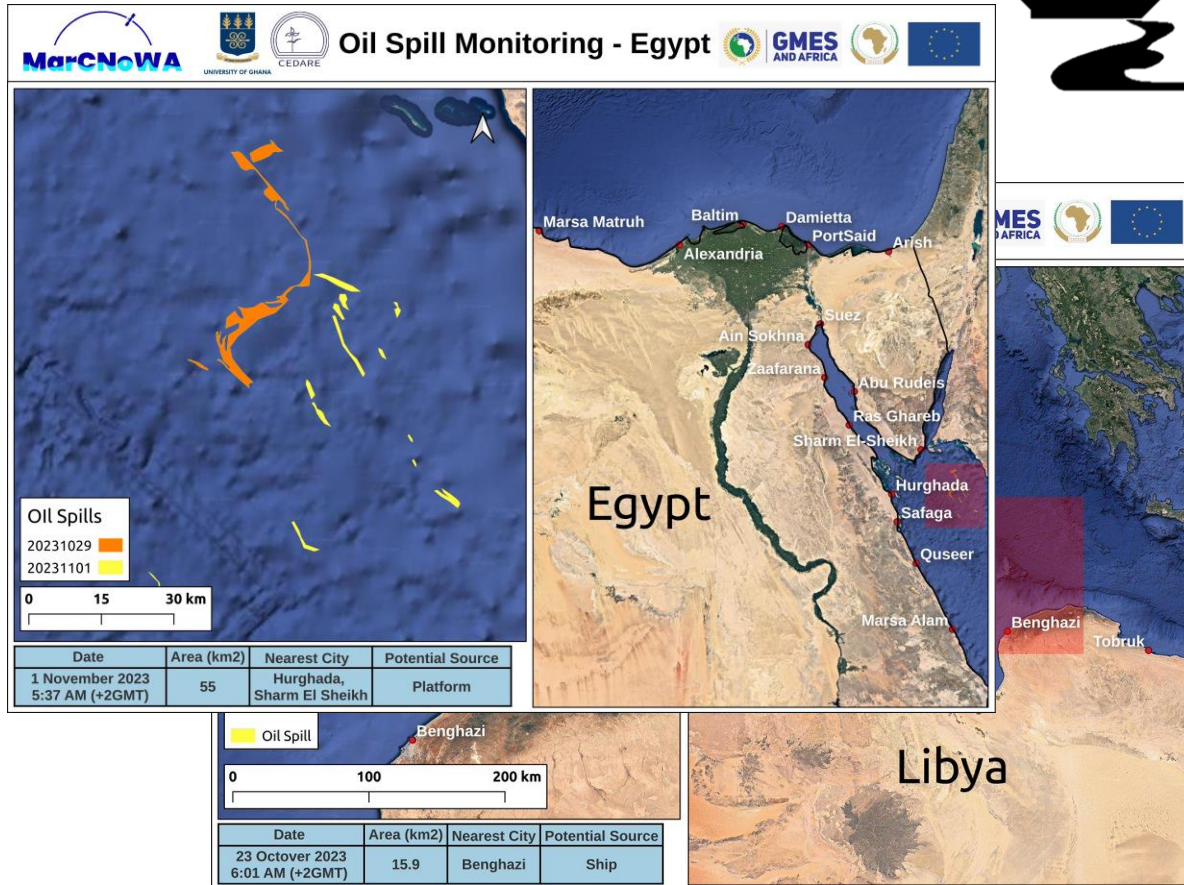 MarCNoWA
UNIVERSITY OF GHANA
CEDARE
Oil Spill Monitoring - Egypt
GMES
AND AFRICA
OIl Spills
20231029
20231101
0 15 30 km
Marsa Matruh
Baltim
Damietta
PortSaid
Alexandria
Arish
Suez
Ain Sokhna
Zaafarana
Abu Rudeis
Ras Ghareb
Sharm El-Sheikh
Hurghada
Safaga
Quseer
Marsa Alam
Egypt
Date Area (km2) Nearest City Potential Source
1 November 2023
5:37 AM (+2GMT)
55
Hurghada,
Sharm El Sheikh
Platform
MES
D AFRICA
Benghazi
Tobruk
Libya
Benghazi
Oil Spill
0 100 200 km
Date Area (km2) Nearest City Potential Source
23 Octover 2023
6:01 AM (+2GMT)
15.9
Benghazi
Ship